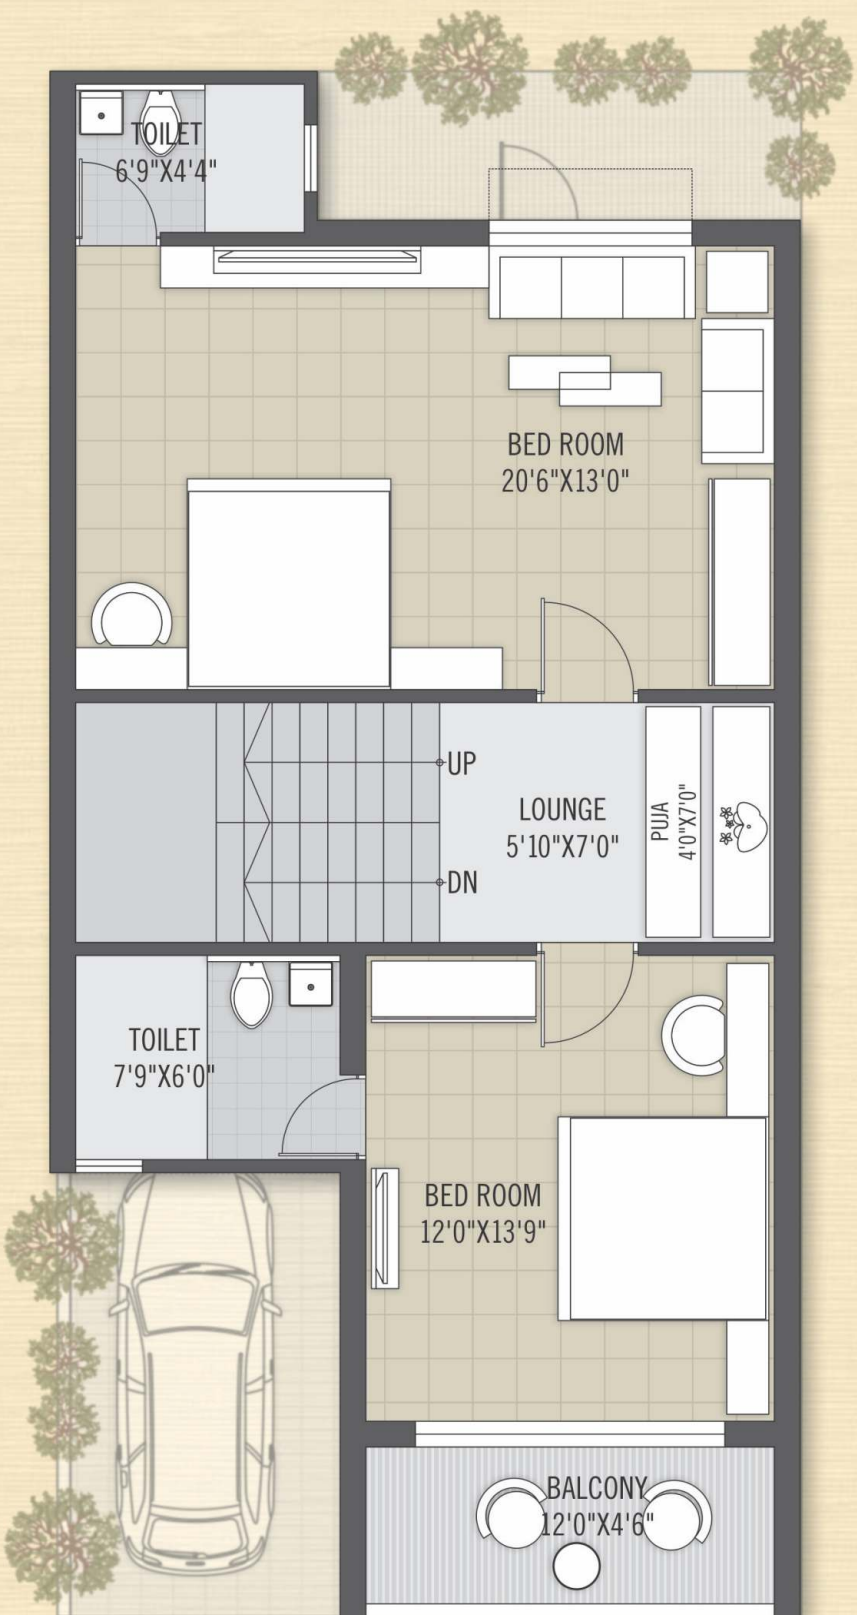 TOILET
6'9"X4'4"
BED ROOM
20'6"X13'0"
UP
LOUNGE
5'10"X7'0"
PUJA
4'0"X7'0"
DN
TOILET
7'9"X6'0"
BED ROOM
12'0"X13'9"
BALCONY
12'0"X4'6"